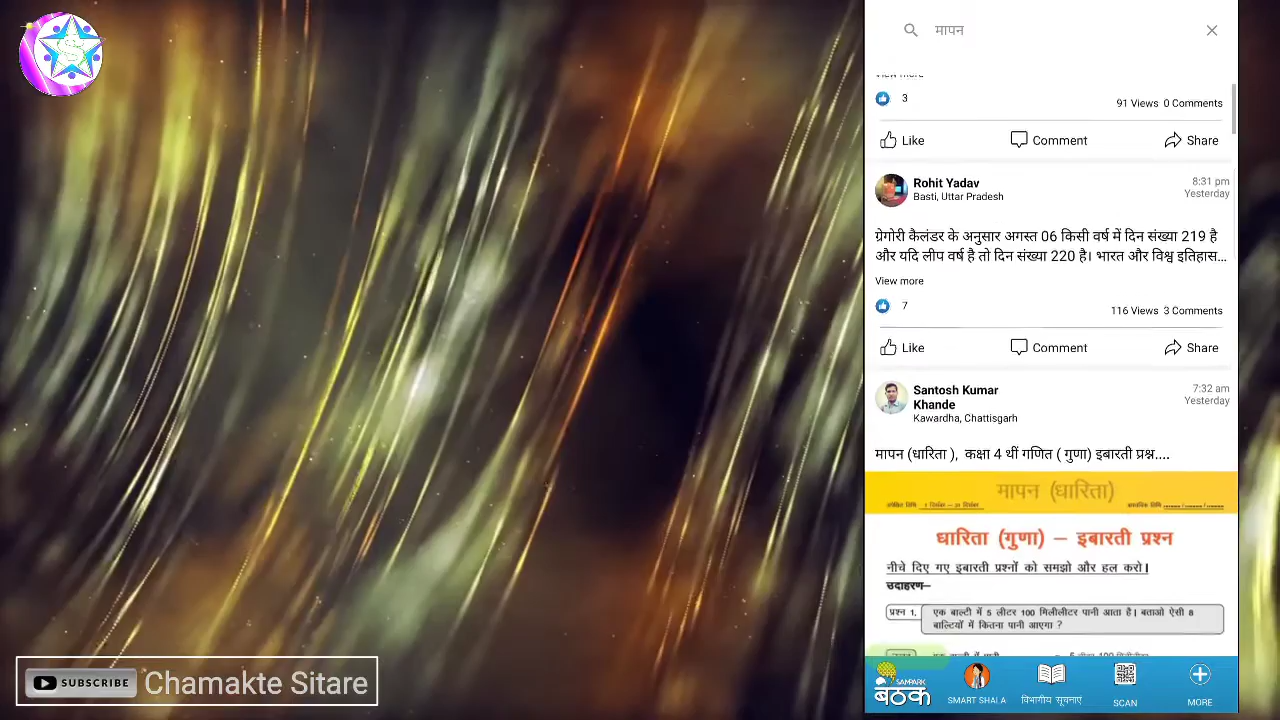 S
मापन
View more
3
91 Views 0 Comments
Like Comment Share
Rohit Yadav
8:31 pm
Basti, Uttar Pradesh
Yesterday
ग्रेगोरी कैलंडर के अनुसार अगस्त 06 किसी वर्ष में दिन संख्या 219 है
और यदि लीप वर्ष है तो दिन संख्या 220 है। भारत और विश्व इतिहास...
View more
7
116 Views 3 Comments
Like Comment Share
Santosh Kumar
Khande
7:32 am
Yesterday
Kawardha, Chattisgarh
मापन (धारिता ), कक्षा 4 थीं गणित ( गुणा) इबारती प्रश्न....
मापन (धारिता)
धारिता (गुणा) – इबारती प्रश्न
नीचे दिए गए इबारती प्रश्नों को समझो और हल करो।
उदाहरण–
प्रश्न 1. एक बाल्टी में 5 लीटर 100 मिलीलीटर पानी आता है। बताओ ऐसी 8
बाल्टियों में कितना पानी आएगा ?
SAMPARK
बैठक
SMART SHALA
विभागीय सूचनाएं
SCAN
MORE
SUBSCRIBE
Chamakte Sitare